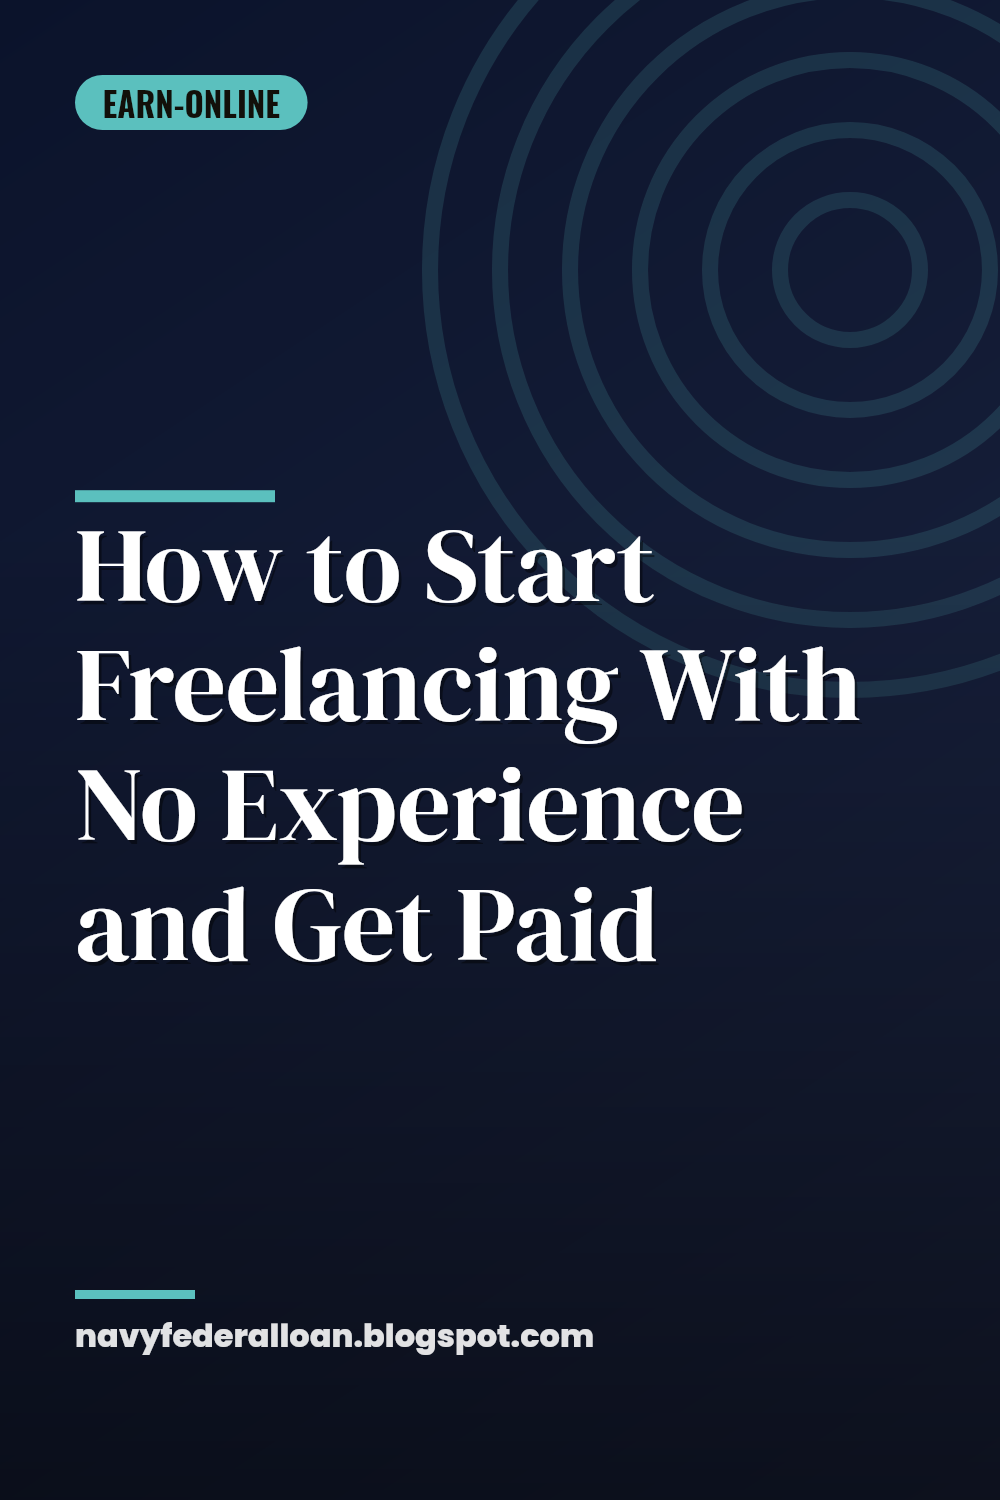 EARN-ONLINE
How to Start
Freelancing With
No Experience
and Get Paid
navyfederalloan.blogspot.com